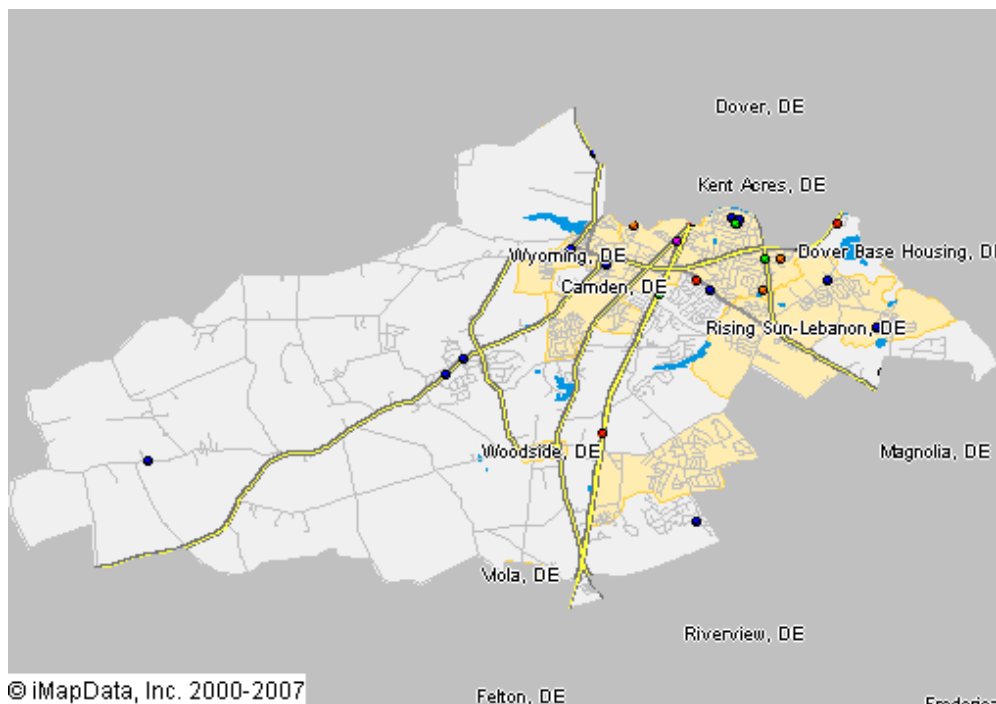 Dover, DE
Kent Acres, DE
Wyoming, DE
Dover Base Housing, D
Camden, DE
Rising Sun-Lebanon, DE
Woodside, DE
Magnolia, DE
Viola, DE
Riverview, DE
© iMapData, Inc. 2000-2007
Felton, DE